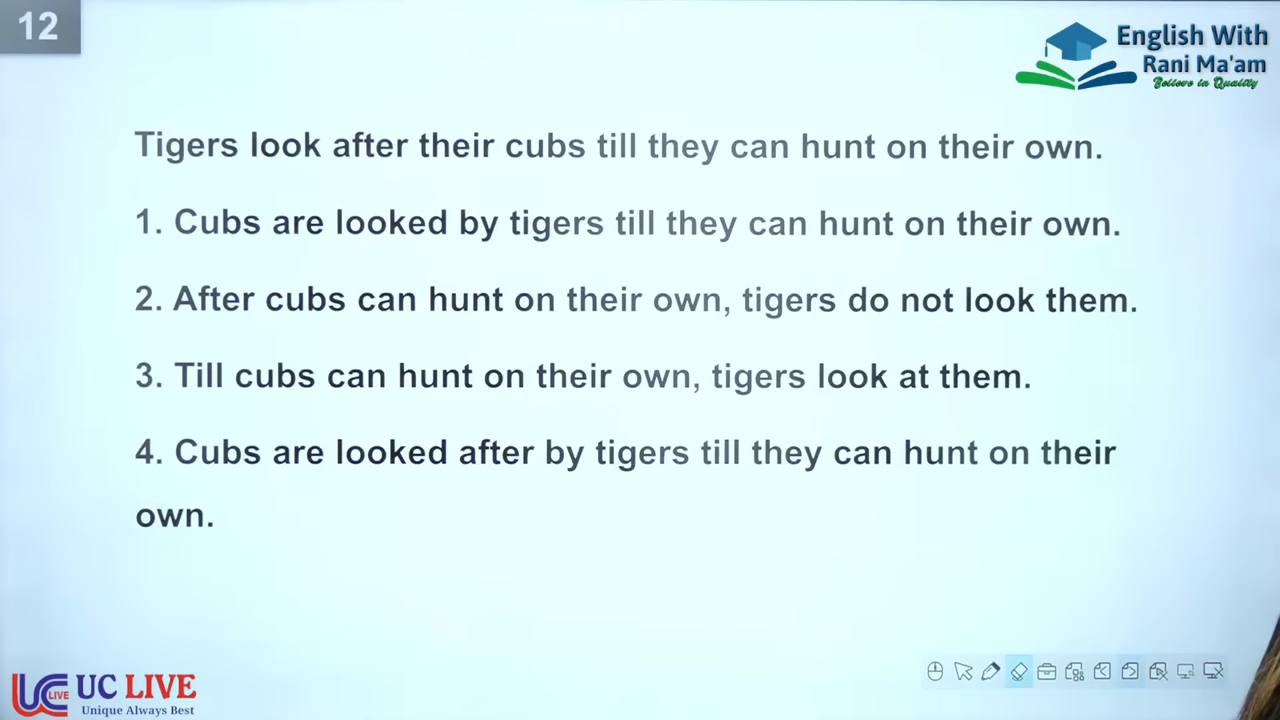 12
English With
Rani Ma'am
Believe in Quality
Tigers look after their cubs till they can hunt on their own.
1. Cubs are looked by tigers till they can hunt on their own.
2. After cubs can hunt on their own, tigers do not look them.
3. Till cubs can hunt on their own, tigers look at them.
4. Cubs are looked after by tigers till they can hunt on their
own.
UC LIVE
LIVE
Unique Always Best